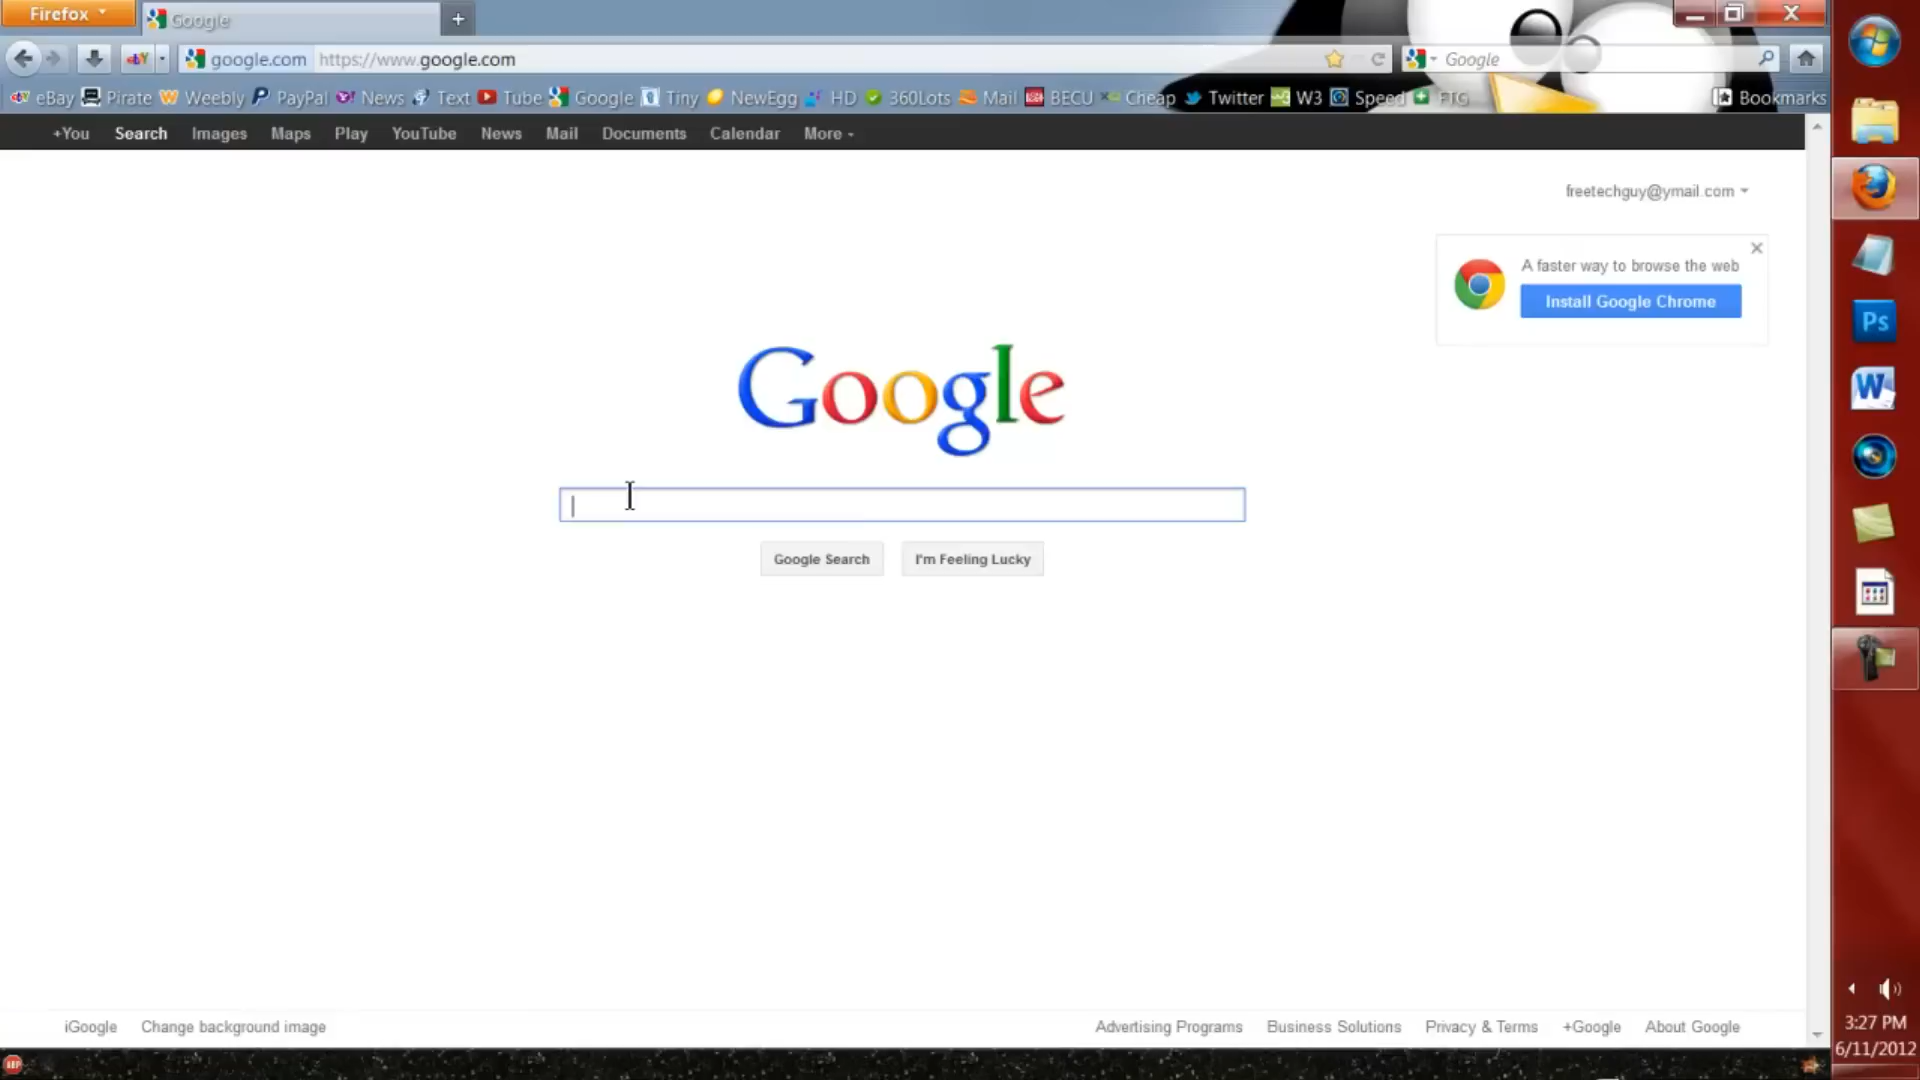 Firefox
Google
google.com https://www.google.com
Google
eBay Pirate Weebly PayPal News Text Tube Google Tiny NewEgg HD 360Lots Mail BECU Cheap Twitter W3 Speed FTG Bookmarks
+You Search Images Maps Play YouTube News Mail Documents Calendar More
freetechguy@ymail.com
A faster way to browse the web
Install Google Chrome
Google
Google Search I'm Feeling Lucky
iGoogle Change background image Advertising Programs Business Solutions Privacy & Terms +Google About Google
Ps
W
3:27 PM
6/11/2012